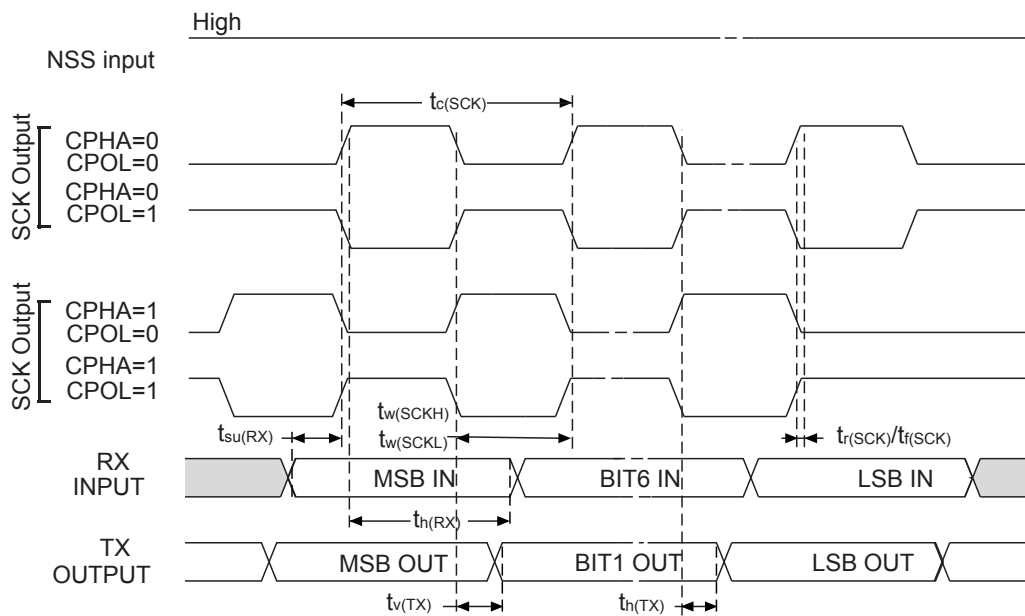 High
NSS input
tc(SCK)
SCK Output
CPHA=0
CPOL=0
CPHA=0
CPOL=1
SCK Output
CPHA=1
CPOL=0
CPHA=1
CPOL=1
tw(SCKH)
tw(SCKL)
tsu(RX)
tr(SCK)/tf(SCK)
RX
INPUT
MSB IN
BIT6 IN
LSB IN
th(RX)
TX
OUTPUT
MSB OUT
BIT1 OUT
LSB OUT
tv(TX)
th(TX)